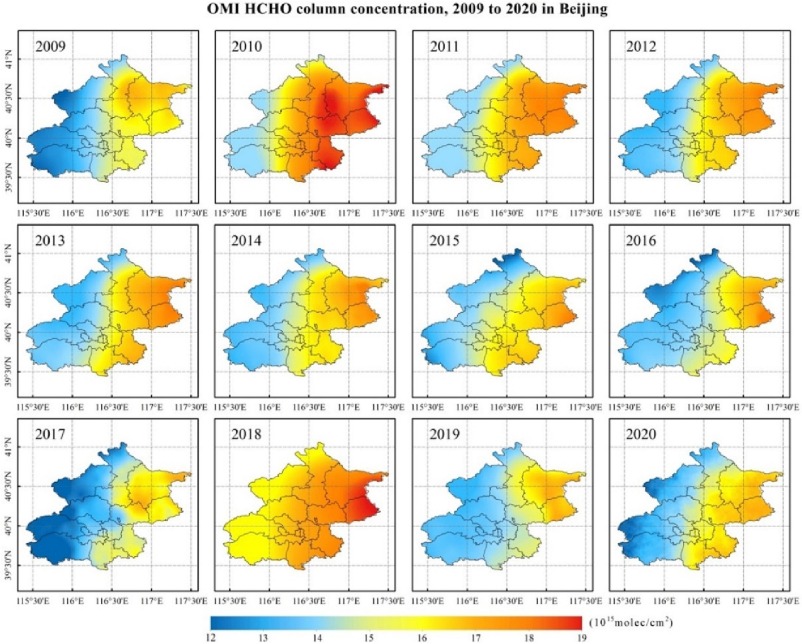 OMI HCHO column concentration, 2009 to 2020 in Beijing
2009 2010 2011 2012
41°N
40°30'N
40°N
39°30'N
115°30'E 116°E 116°30'E 117°E 117°30'E 115°30'E 116°E 116°30'E 117°E 117°30'E 115°30'E 116°E 116°30'E 117°E 117°30'E 115°30'E 116°E 116°30'E 117°E 117°30'E
2013 2014 2015 2016
41°N
40°30'N
40°N
39°30'N
115°30'E 116°E 116°30'E 117°E 117°30'E 115°30'E 116°E 116°30'E 117°E 117°30'E 115°30'E 116°E 116°30'E 117°E 117°30'E 115°30'E 116°E 116°30'E 117°E 117°30'E
2017 2018 2019 2020
41°N
40°30'N
40°N
39°30'N
115°30'E 116°E 116°30'E 117°E 117°30'E 115°30'E 116°E 116°30'E 117°E 117°30'E 115°30'E 116°E 116°30'E 117°E 117°30'E 115°30'E 116°E 116°30'E 117°E 117°30'E
(10¹⁵molec/cm²)
12 13 14 15 16 17 18 19